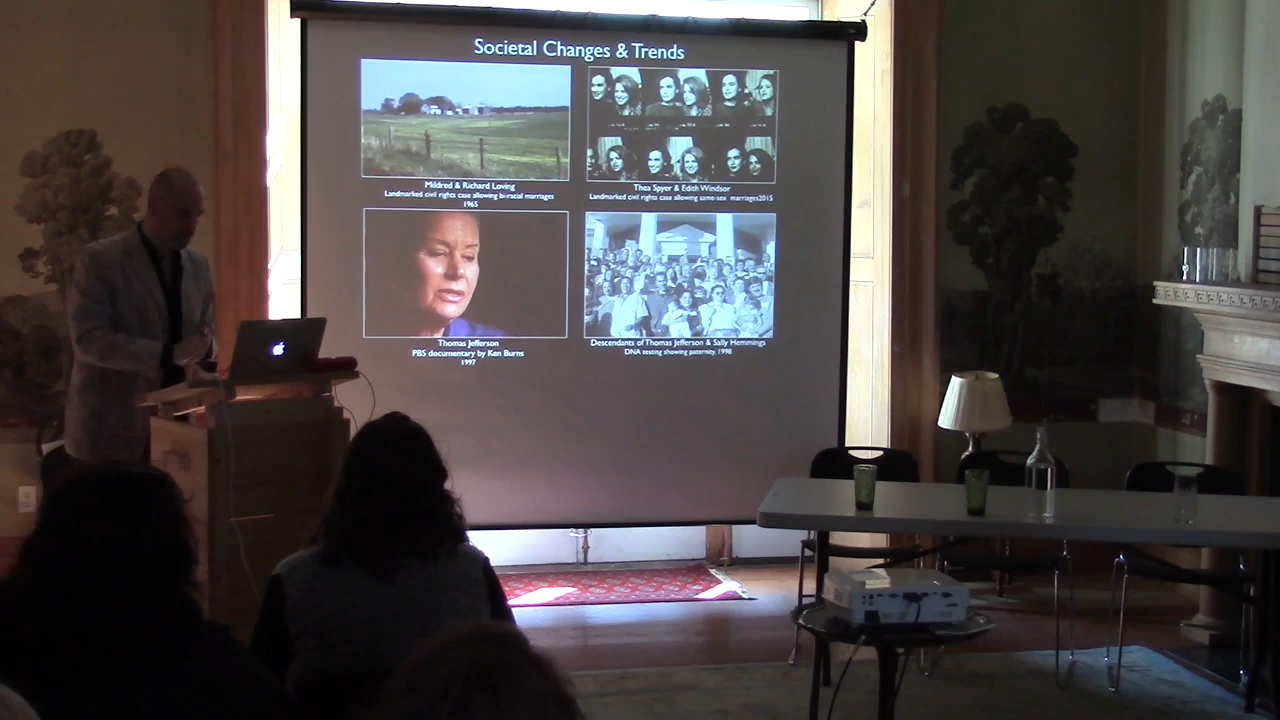 Societal Changes & Trends
Mildred & Richard Loving
Landmarked civil rights case allowing bi-racial marriages
1965
Thea Spyer & Edith Windsor
Landmarked civil rights case allowing same-sex marriages2015
Thomas Jefferson
PBS documentary by Ken Burns
1997
Descendants of Thomas Jefferson & Sally Hemmings
DNA testing showing paternity, 1998